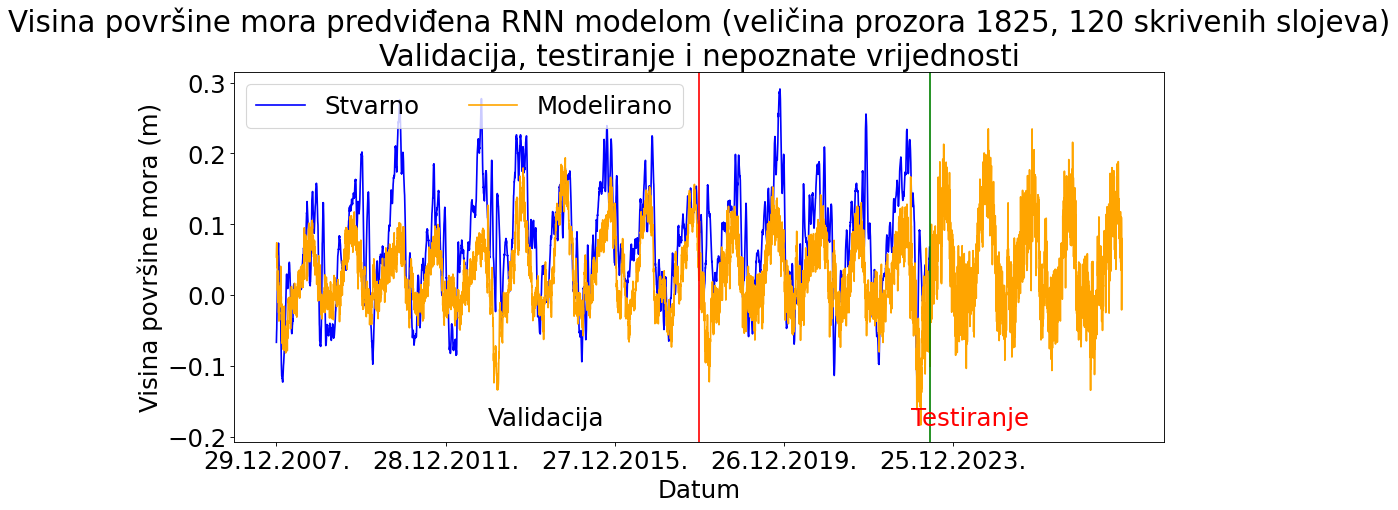 Visina površine mora predviđena RNN modelom (veličina prozora 1825, 120 skrivenih slojeva)
Validacija, testiranje i nepoznate vrijednosti
Stvarno Modelirano
Visina površine mora (m)
0.3
0.2
0.1
0.0
−0.1
−0.2
Validacija
Testiranje
29.12.2007. 28.12.2011. 27.12.2015. 26.12.2019. 25.12.2023.
Datum